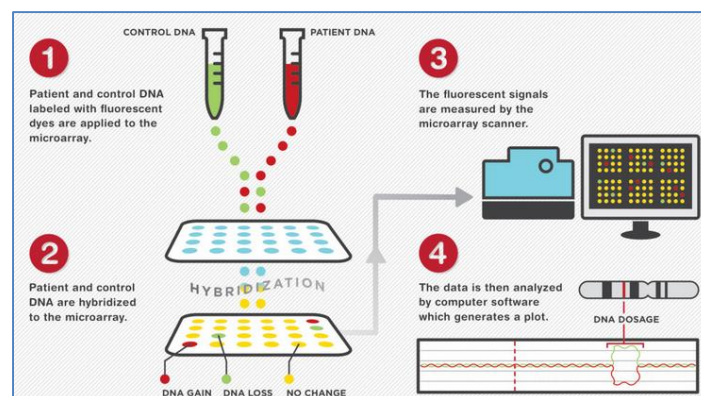 CONTROL DNA
PATIENT DNA
1
Patient and control DNA
labeled with fluorescent
dyes are applied to the
microarray.
2
Patient and control
DNA are hybridized
to the microarray.
HYBRIDIZATION
DNA GAIN
DNA LOSS
NO CHANGE
3
The fluorescent signals
are measured by the
microarray scanner.
4
The data is then analyzed
by computer software
which generates a plot.
DNA DOSAGE